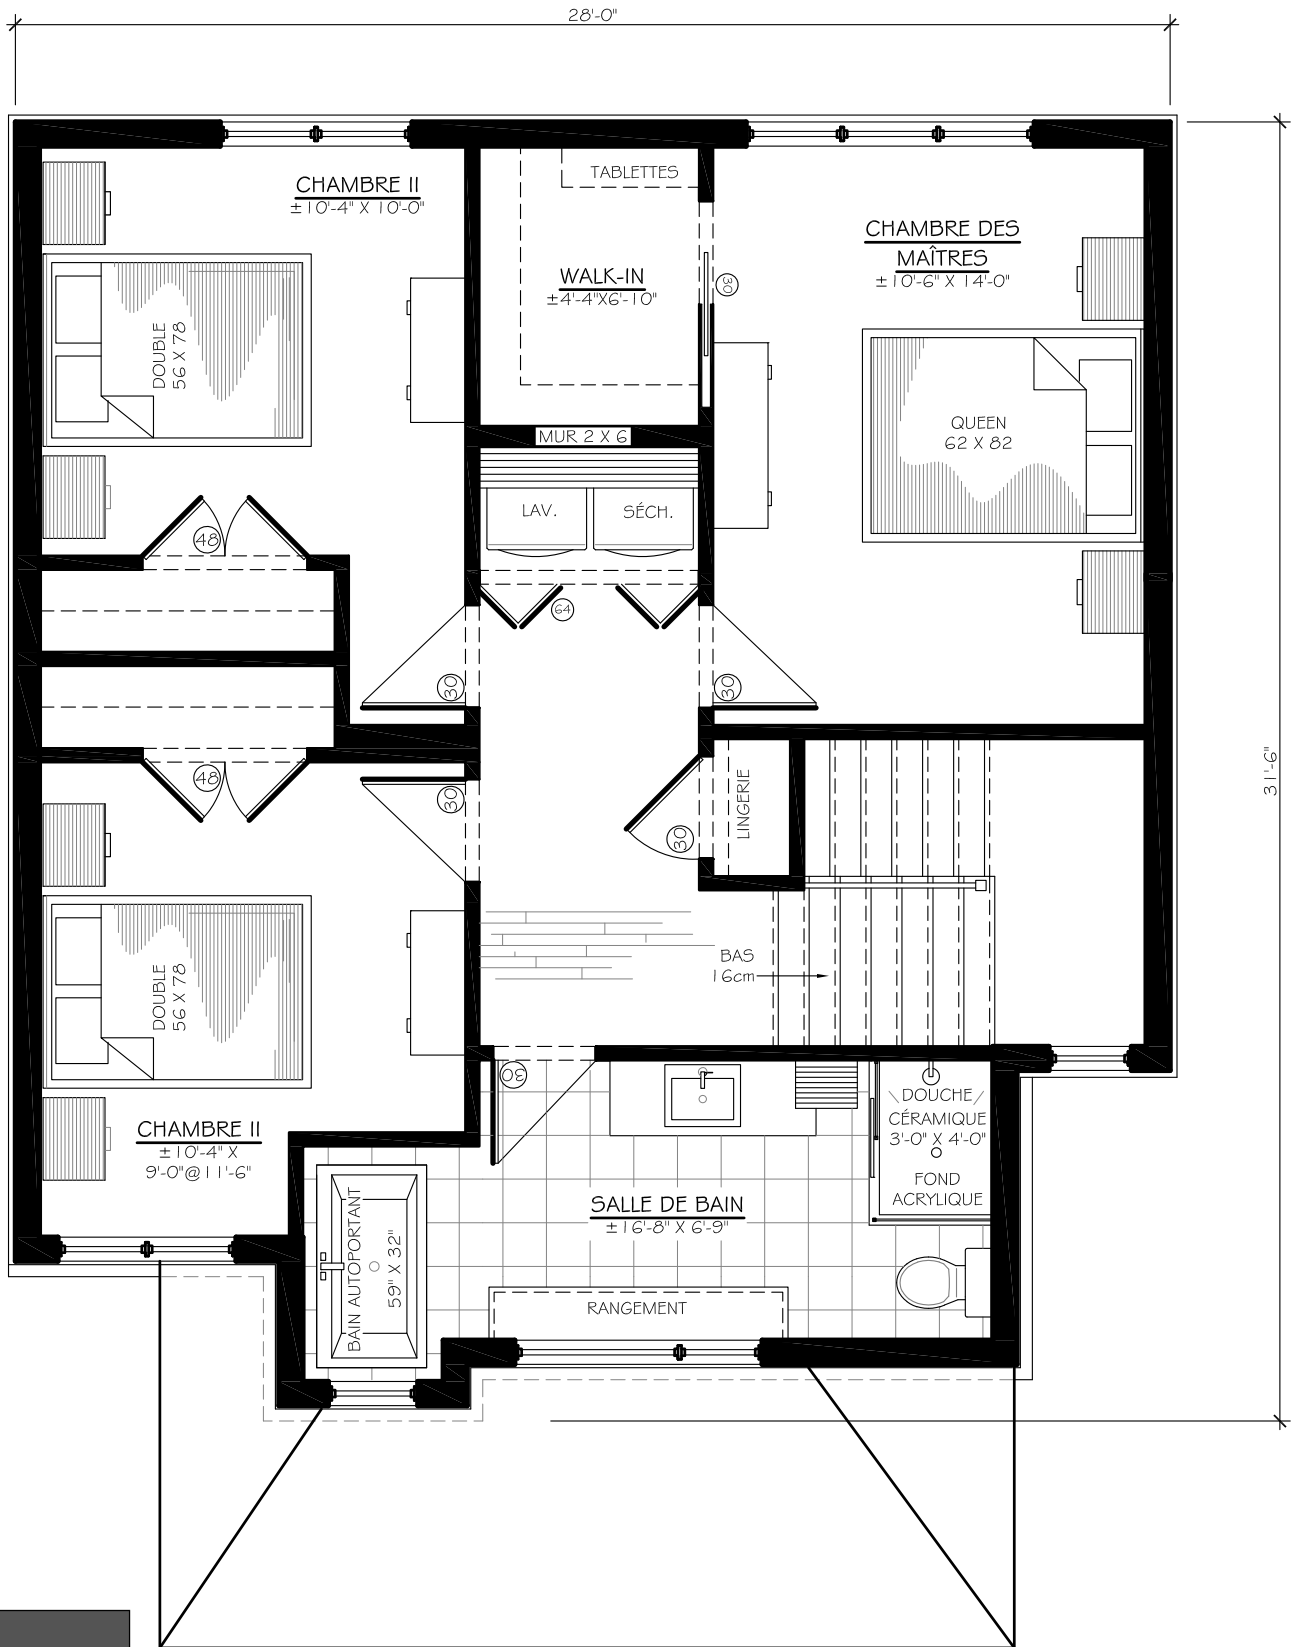 28'-0"
CHAMBRE II
±10'-4" X 10'-0"
TABLETTES
WALK-IN
±4'-4"X6'-10"
30
CHAMBRE DES
MAÎTRES
±10'-6" X 14'-0"
DOUBLE
56 X 78
QUEEN
62 X 82
MUR 2 X 6
LAV.
SÉCH.
48
64
30
30
31'-6"
48
30
30
LINGERIE
DOUBLE
56 X 78
BAS
16cm
30
DOUCHE
CÉRAMIQUE
3'-0" X 4'-0"
FOND
ACRYLIQUE
CHAMBRE II
±10'-4" X
9'-0"@11'-6"
SALLE DE BAIN
±16'-8" X 6'-9"
BAIN AUTOPORTANT
59" X 32"
RANGEMENT